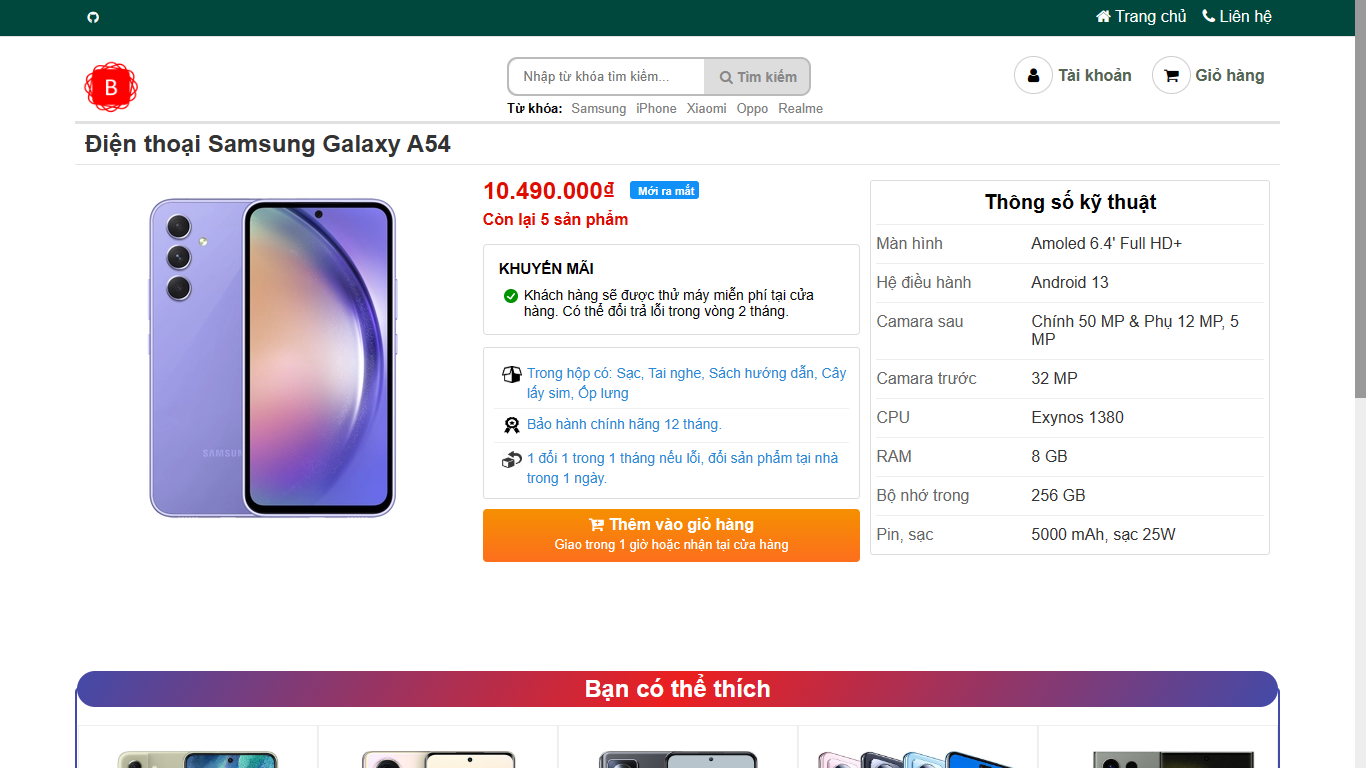 Trang chủ Liên hệ
B
Nhập từ khóa tìm kiếm...
Tìm kiếm
Tài khoản
Giỏ hàng
Từ khóa: Samsung iPhone Xiaomi Oppo Realme
Điện thoại Samsung Galaxy A54
SAMSUN
10.490.000₫ Mới ra mắt
Còn lại 5 sản phẩm
KHUYẾN MÃI
Khách hàng sẽ được thử máy miễn phí tại cửa
hàng. Có thể đổi trả lỗi trong vòng 2 tháng.
Trong hộp có: Sạc, Tai nghe, Sách hướng dẫn, Cây
lấy sim, Ốp lưng
Bảo hành chính hãng 12 tháng.
1 đổi 1 trong 1 tháng nếu lỗi, đổi sản phẩm tại nhà
trong 1 ngày.
Thêm vào giỏ hàng
Giao trong 1 giờ hoặc nhận tại cửa hàng
Thông số kỹ thuật
Màn hình Amoled 6.4' Full HD+
Hệ điều hành Android 13
Camara sau Chính 50 MP & Phụ 12 MP, 5
MP
Camara trước 32 MP
CPU Exynos 1380
RAM 8 GB
Bộ nhớ trong 256 GB
Pin, sạc 5000 mAh, sạc 25W
Bạn có thể thích